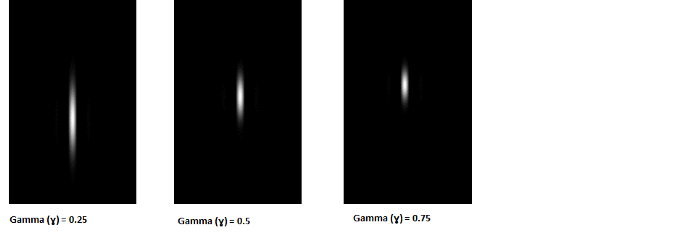 Gamma (ɣ) = 0.25
Gamma (ɣ) = 0.5
Gamma (ɣ) = 0.75